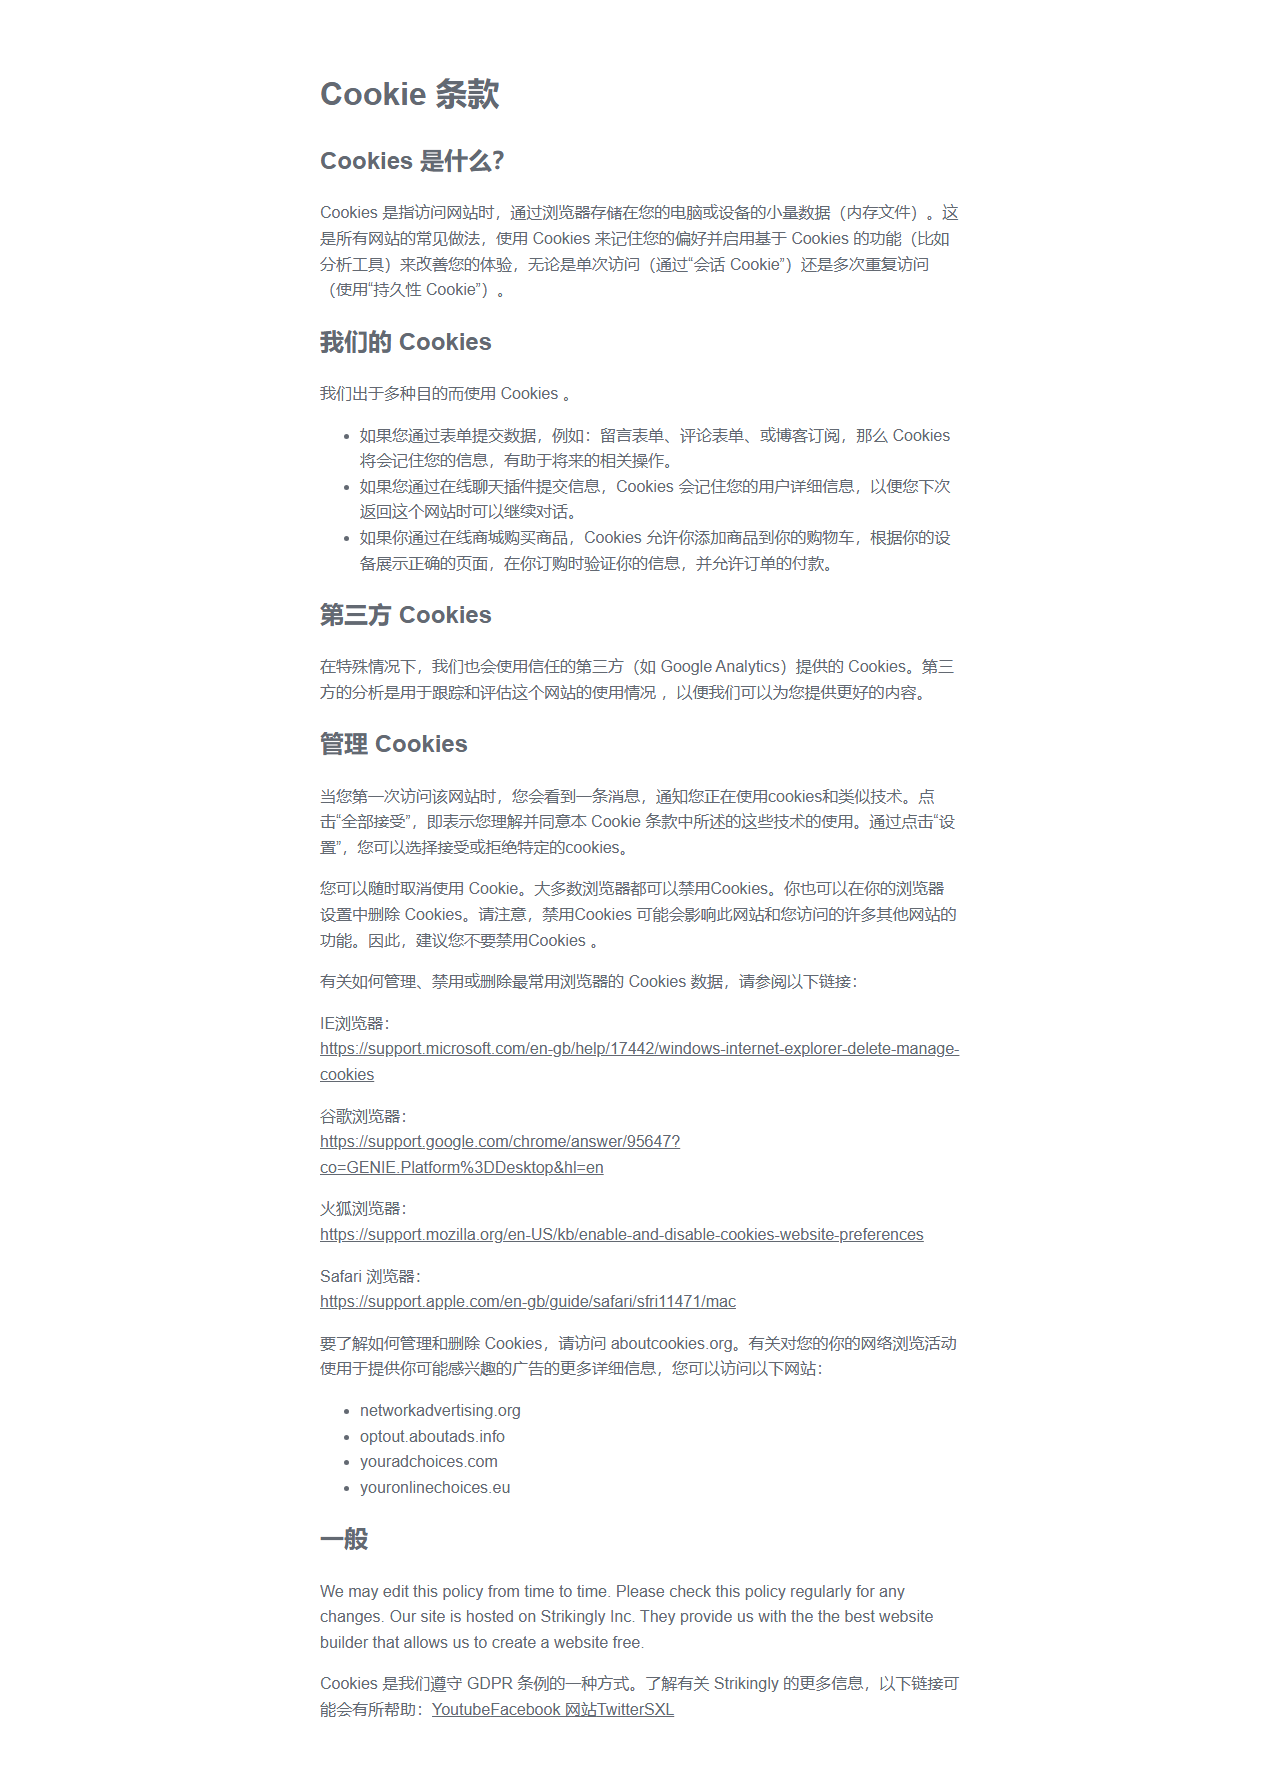 Cookie 条款
Cookies 是什么？
Cookies 是指访问网站时，通过浏览器存储在您的电脑或设备的小量数据（内存文件）。这
是所有网站的常见做法，使用 Cookies 来记住您的偏好并启用基于 Cookies 的功能（比如
分析工具）来改善您的体验，无论是单次访问（通过“会话 Cookie”）还是多次重复访问
（使用“持久性 Cookie”）。
我们的 Cookies
我们出于多种目的而使用 Cookies 。
• 如果您通过表单提交数据，例如：留言表单、评论表单、或博客订阅，那么 Cookies
将会记住您的信息，有助于将来的相关操作。
• 如果您通过在线聊天插件提交信息，Cookies 会记住您的用户详细信息，以便您下次
返回这个网站时可以继续对话。
• 如果你通过在线商城购买商品，Cookies 允许你添加商品到你的购物车，根据你的设
备展示正确的页面，在你订购时验证你的信息，并允许订单的付款。
第三方 Cookies
在特殊情况下，我们也会使用信任的第三方（如 Google Analytics）提供的 Cookies。第三
方的分析是用于跟踪和评估这个网站的使用情况 ，以便我们可以为您提供更好的内容。
管理 Cookies
当您第一次访问该网站时，您会看到一条消息，通知您正在使用cookies和类似技术。点
击“全部接受”，即表示您理解并同意本 Cookie 条款中所述的这些技术的使用。通过点击“设
置”，您可以选择接受或拒绝特定的cookies。
您可以随时取消使用 Cookie。大多数浏览器都可以禁用Cookies。你也可以在你的浏览器
设置中删除 Cookies。请注意，禁用Cookies 可能会影响此网站和您访问的许多其他网站的
功能。因此，建议您不要禁用Cookies 。
有关如何管理、禁用或删除最常用浏览器的 Cookies 数据，请参阅以下链接：
IE浏览器：
https://support.microsoft.com/en-gb/help/17442/windows-internet-explorer-delete-manage-
cookies
谷歌浏览器：
https://support.google.com/chrome/answer/95647?
co=GENIE.Platform%3DDesktop&hl=en
火狐浏览器：
https://support.mozilla.org/en-US/kb/enable-and-disable-cookies-website-preferences
Safari 浏览器：
https://support.apple.com/en-gb/guide/safari/sfri11471/mac
要了解如何管理和删除 Cookies，请访问 aboutcookies.org。有关对您的你的网络浏览活动
使用于提供你可能感兴趣的广告的更多详细信息，您可以访问以下网站：
• networkadvertising.org
• optout.aboutads.info
• youradchoices.com
• youronlinechoices.eu
一般
We may edit this policy from time to time. Please check this policy regularly for any
changes. Our site is hosted on Strikingly Inc. They provide us with the the best website
builder that allows us to create a website free.
Cookies 是我们遵守 GDPR 条例的一种方式。了解有关 Strikingly 的更多信息，以下链接可
能会有所帮助：YoutubeFacebook 网站TwitterSXL